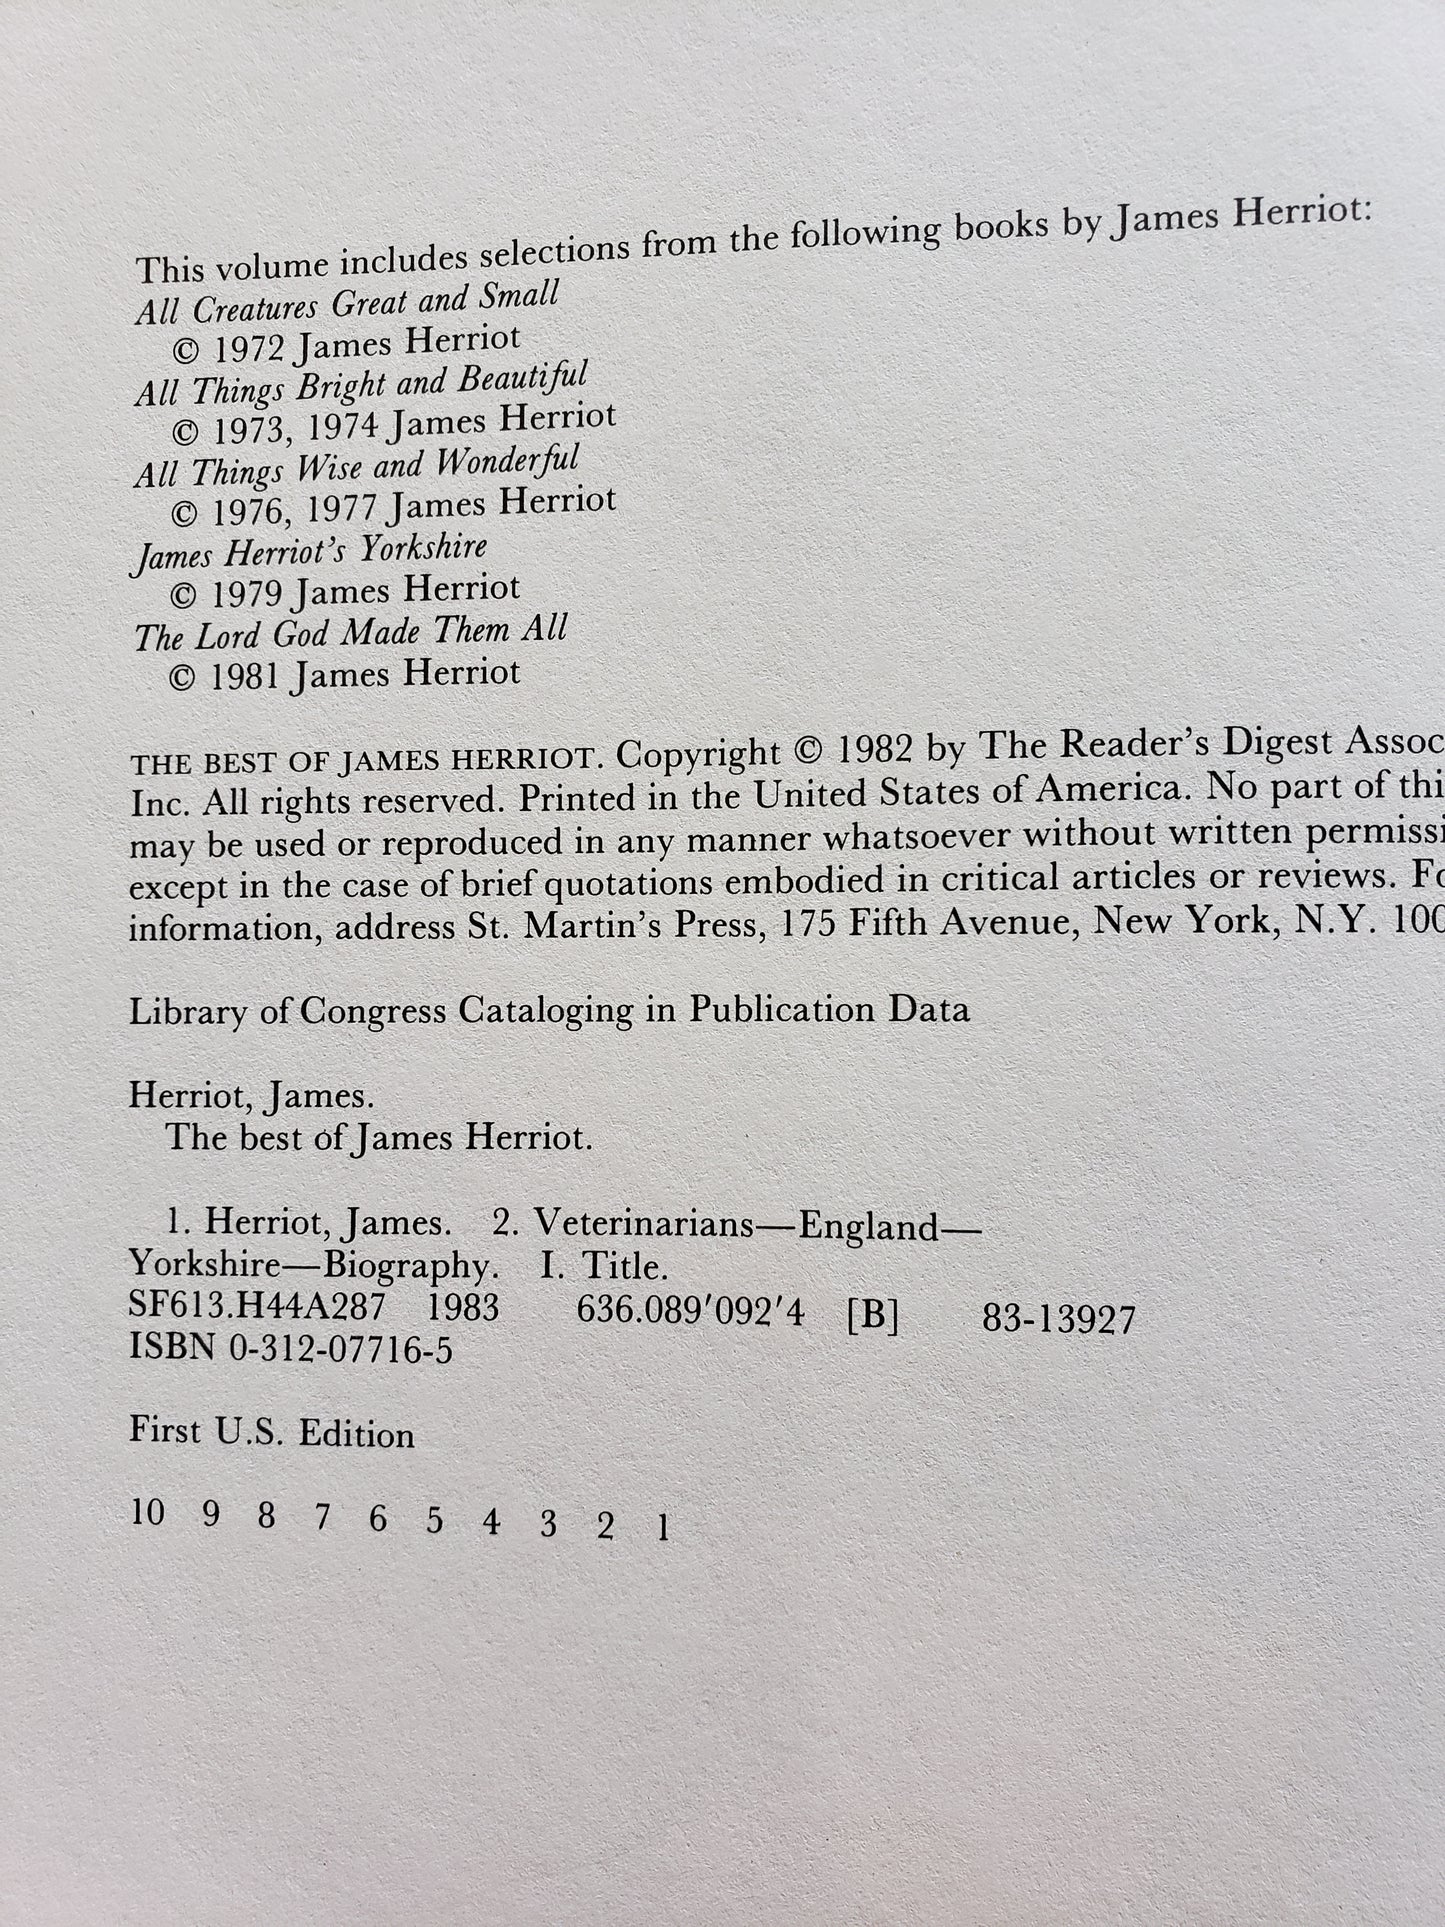 This volume includes selections from the following books by James Herriot:
All Creatures Great and Small
© 1972 James Herriot
All Things Bright and Beautiful
© 1973, 1974 James Herriot
All Things Wise and Wonderful
© 1976, 1977 James Herriot
James Herriot's Yorkshire
© 1979 James Herriot
The Lord God Made Them All
© 1981 James Herriot
THE BEST OF JAMES HERRIOT. Copyright © 1982 by The Reader's Digest
Inc. All rights reserved. Printed in the United States of America. No part of
may be used or reproduced in any manner whatsoever without written
except in the case of brief quotations embodied in critical articles or reviews.
information, address St. Martin's Press, 175 Fifth Avenue, New York, N.Y.
Library of Congress Cataloging in Publication Data
Herriot, James.
The best of James Herriot.
1. Herriot, James. 2. Veterinarians—England—
Yorkshire—Biography. I. Title.
SF613.H44A287 1983 636.089'092'4 [B] 83-13927
ISBN 0-312-07716-5
First U.S. Edition
10 9 8 7 6 5 4 3 2 1